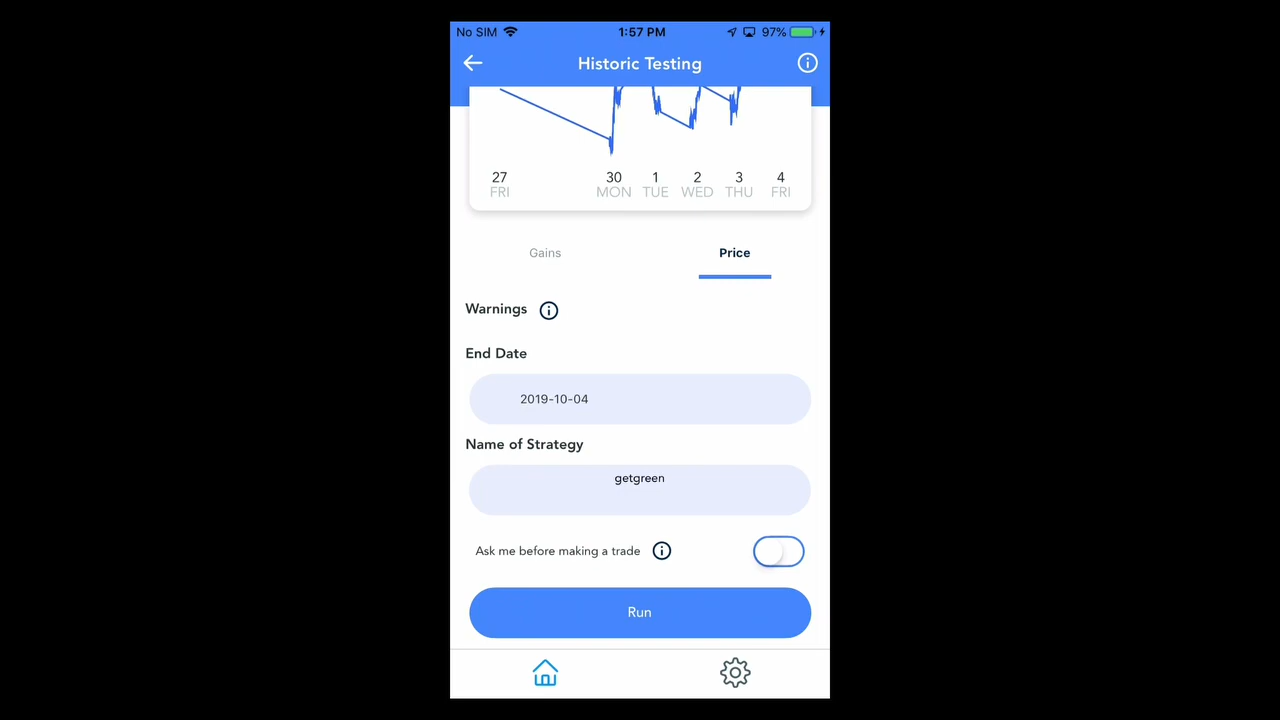 No SIM 1:57 PM 97%
Historic Testing
27 30 1 2 3 4
FRI MON TUE WED THU FRI
Gains Price
Warnings
End Date
2019-10-04
Name of Strategy
getgreen
Ask me before making a trade
Run